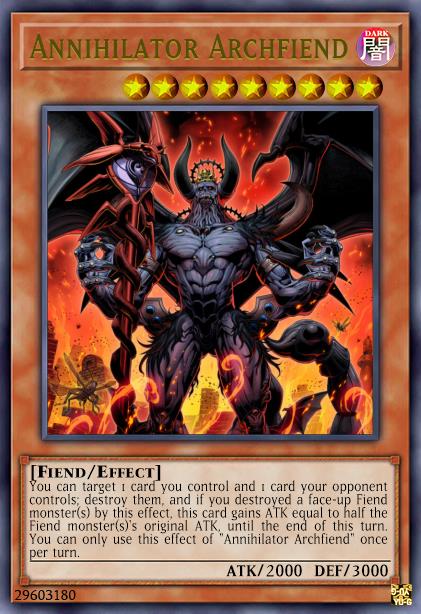 Annihilator Archfiend
DARK
闇
[Fiend/Effect]
You can target 1 card you control and 1 card your opponent
controls; destroy them, and if you destroyed a face-up Fiend
monster(s) by this effect, this card gains ATK equal to half the
Fiend monster(s)'s original ATK, until the end of this turn.
You can only use this effect of "Annihilator Archfiend" once
per turn.
ATK/2000 DEF/3000
29603180